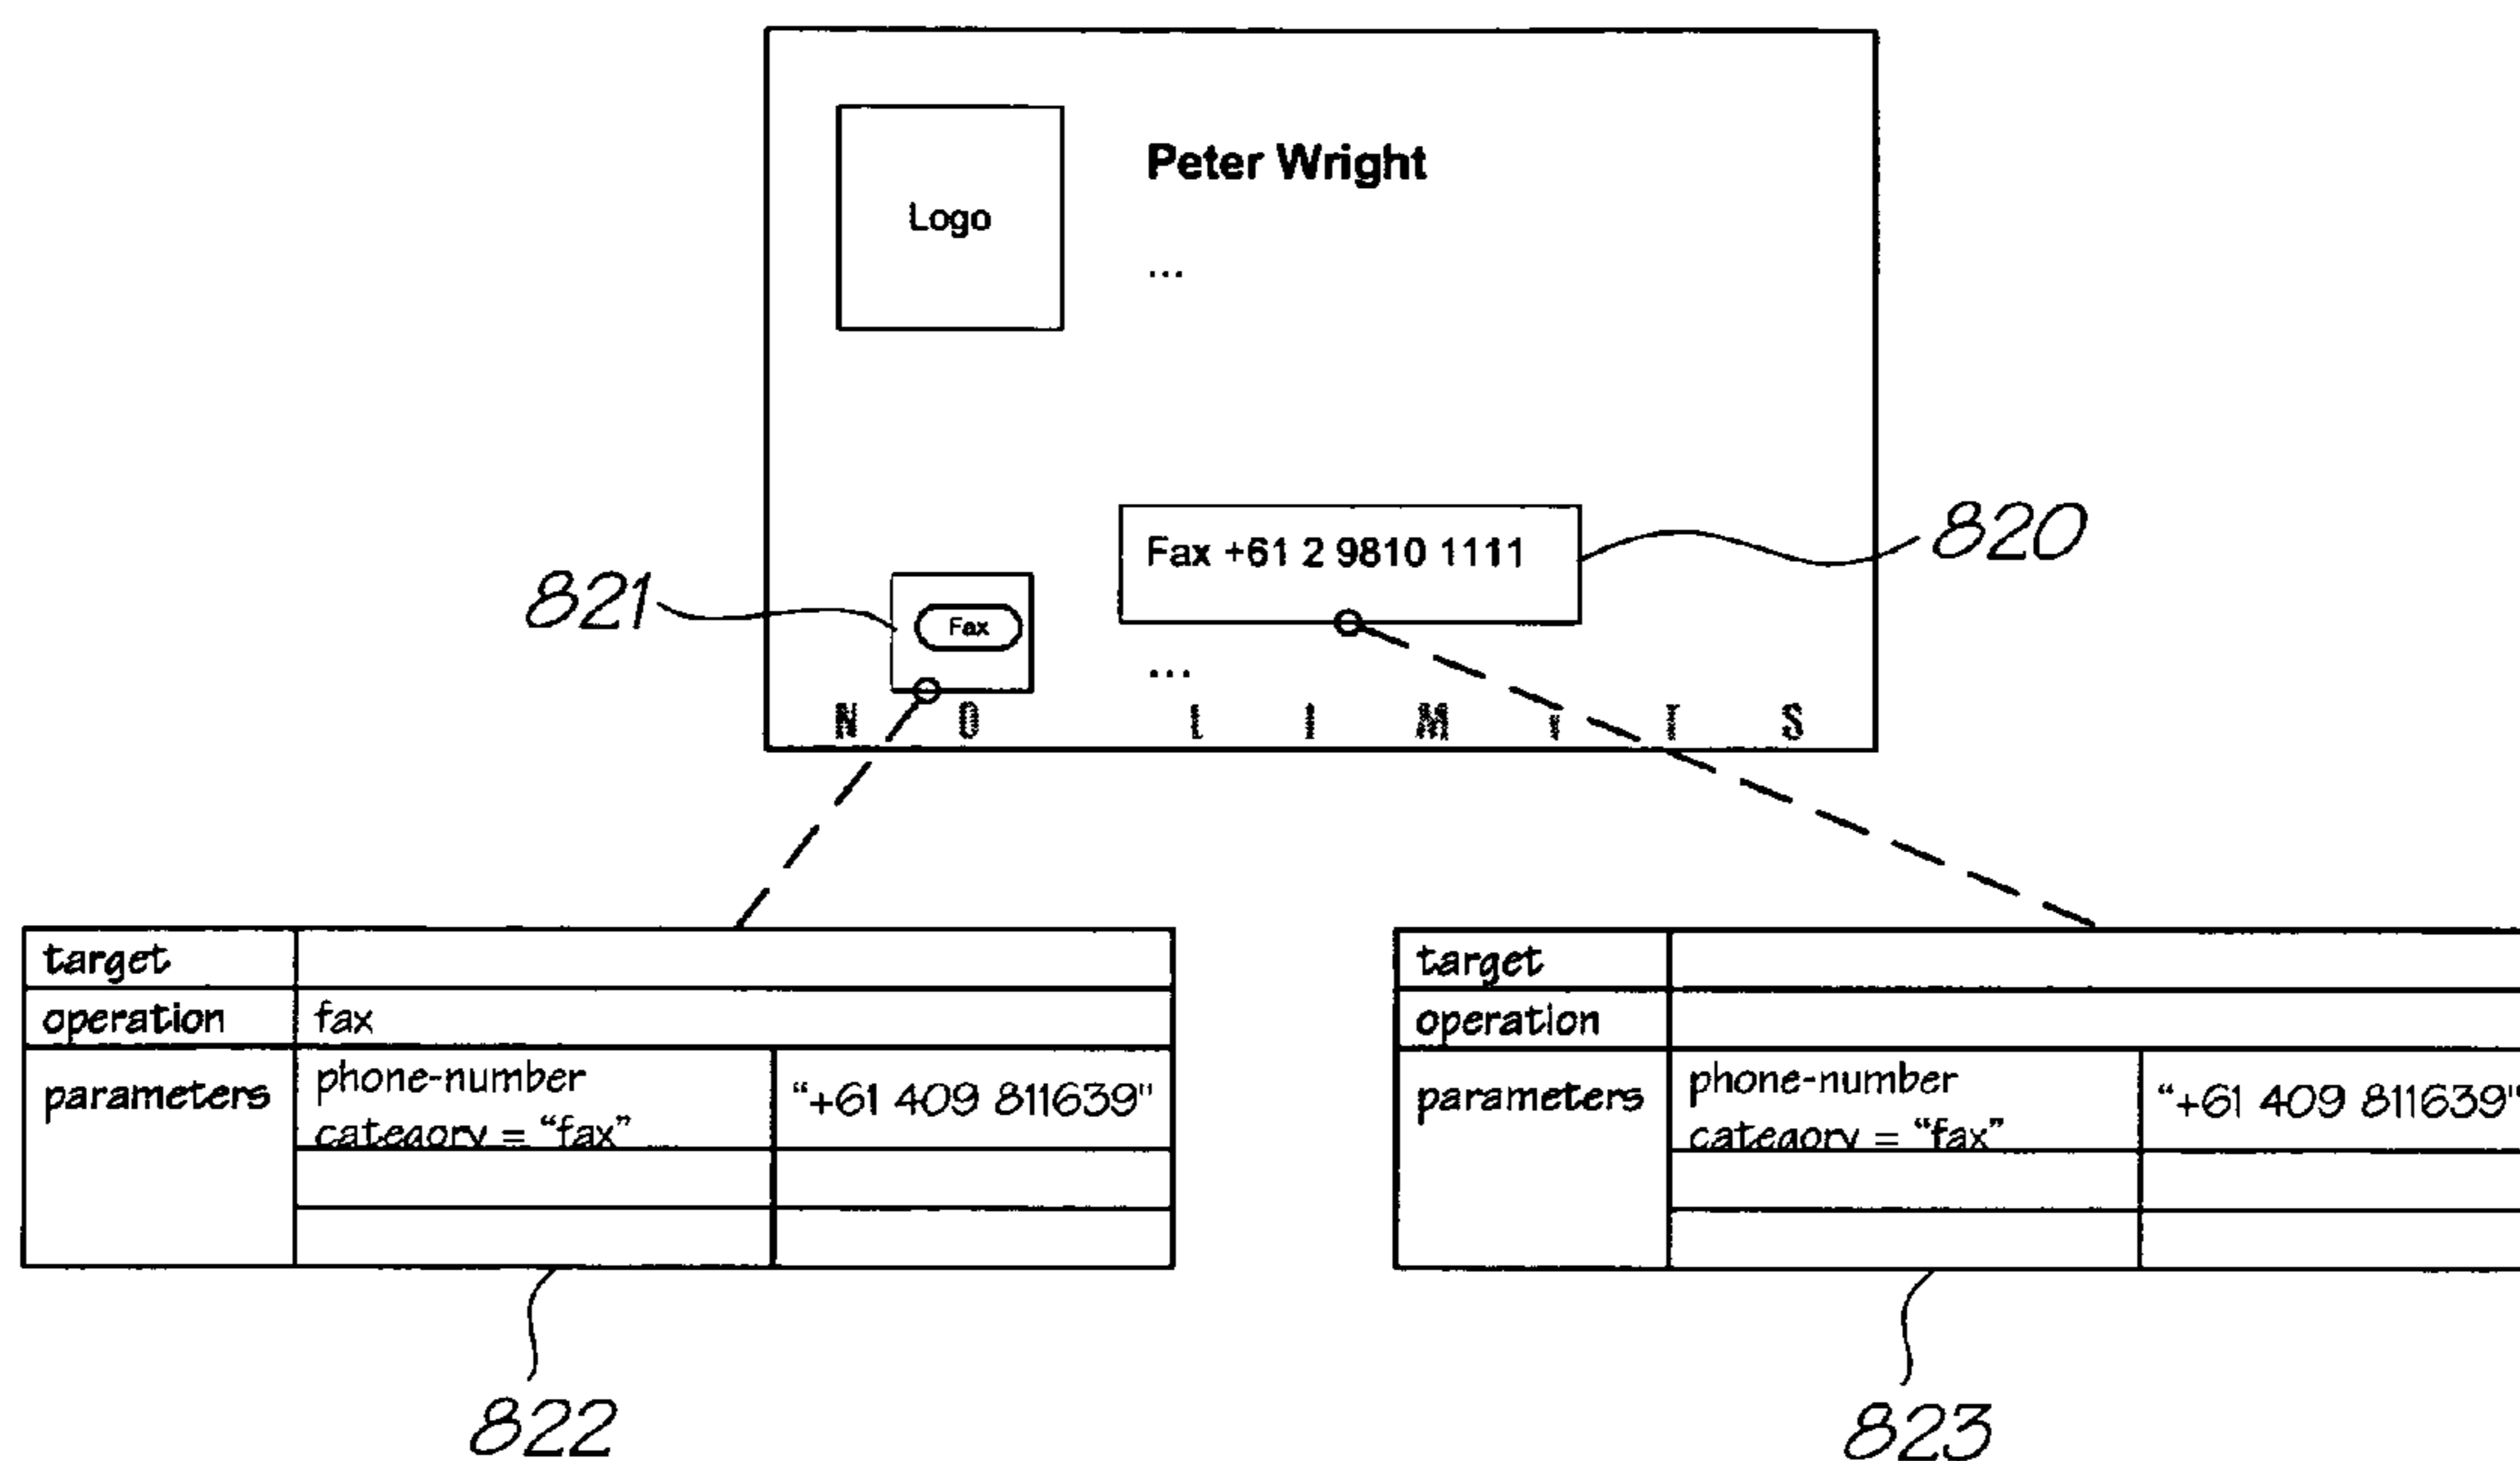 Peter Wright
Logo
...
Fax +61 2 9810 1111
820
821
Fax
...
N O L I M I T S
target
operation fax
parameters phone-number category = "fax" "+61 409 811639"
822
target
operation
parameters phone-number category = "fax" "+61 409 811639"
823